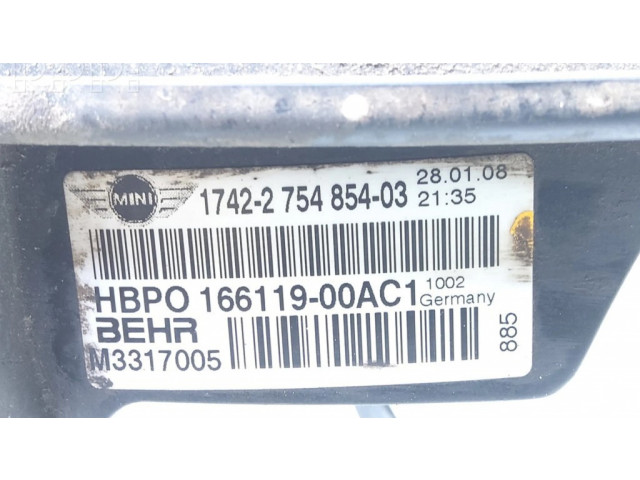 MINI
1742-2 754 854-03 28.01.08
21:35
HBPO 166119-00AC1 1002
Germany
BEHR
M3317005
885